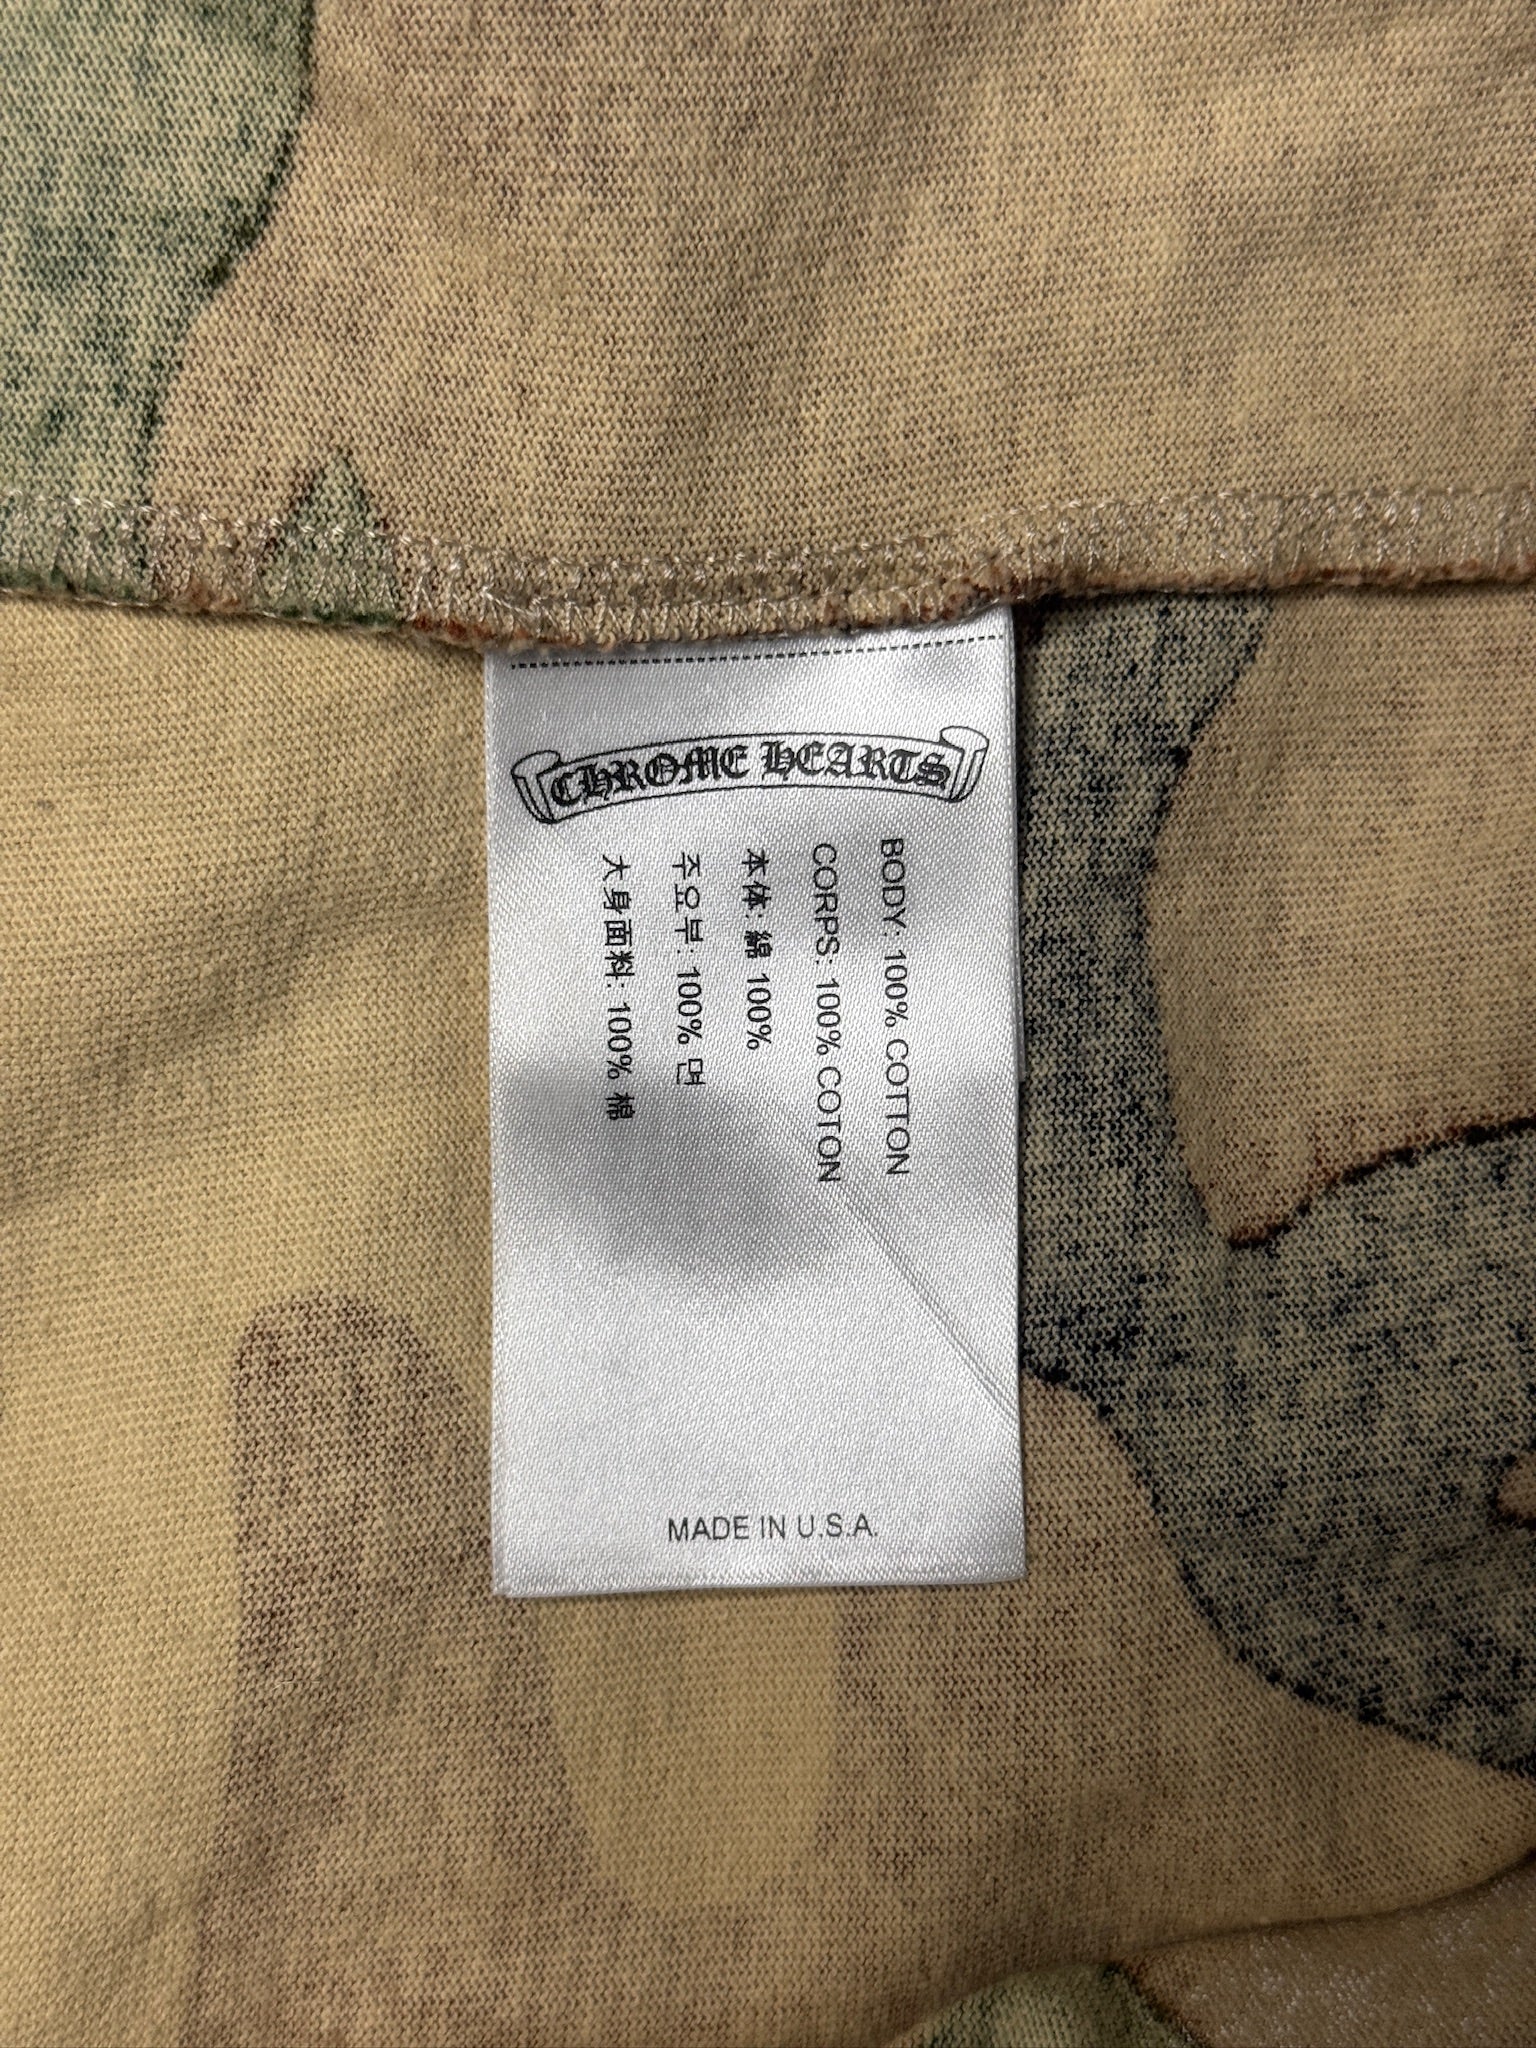 CHROME HEARTS
BODY: 100% COTTON
CORPS: 100% COTON
本体: 綿 100%
주요부: 100% 면
大身面料: 100% 棉
MADE IN U.S.A.